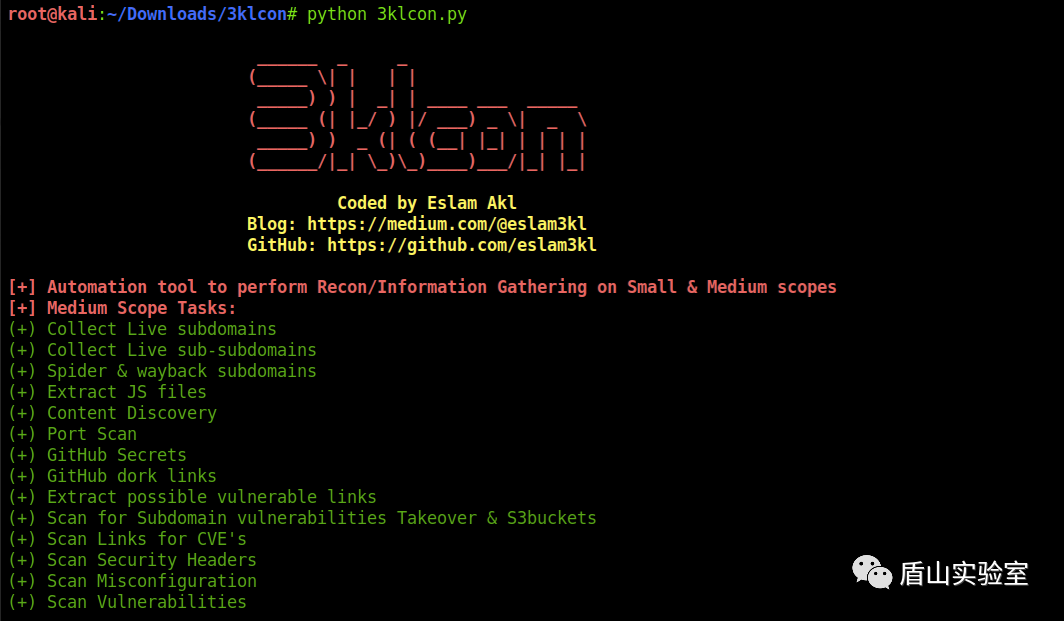 root@kali:~/Downloads/3klcon# python 3klcon.py
3klcon
Coded by Eslam Akl
Blog: https://medium.com/@eslam3kl
GitHub: https://github.com/eslam3kl
[+] Automation tool to perform Recon/Information Gathering on Small & Medium scopes
[+] Medium Scope Tasks:
(+) Collect Live subdomains
(+) Collect Live sub-subdomains
(+) Spider & wayback subdomains
(+) Extract JS files
(+) Content Discovery
(+) Port Scan
(+) GitHub Secrets
(+) GitHub dork links
(+) Extract possible vulnerable links
(+) Scan for Subdomain vulnerabilities Takeover & S3buckets
(+) Scan Links for CVE's
(+) Scan Security Headers
(+) Scan Misconfiguration
(+) Scan Vulnerabilities
盾山实验室